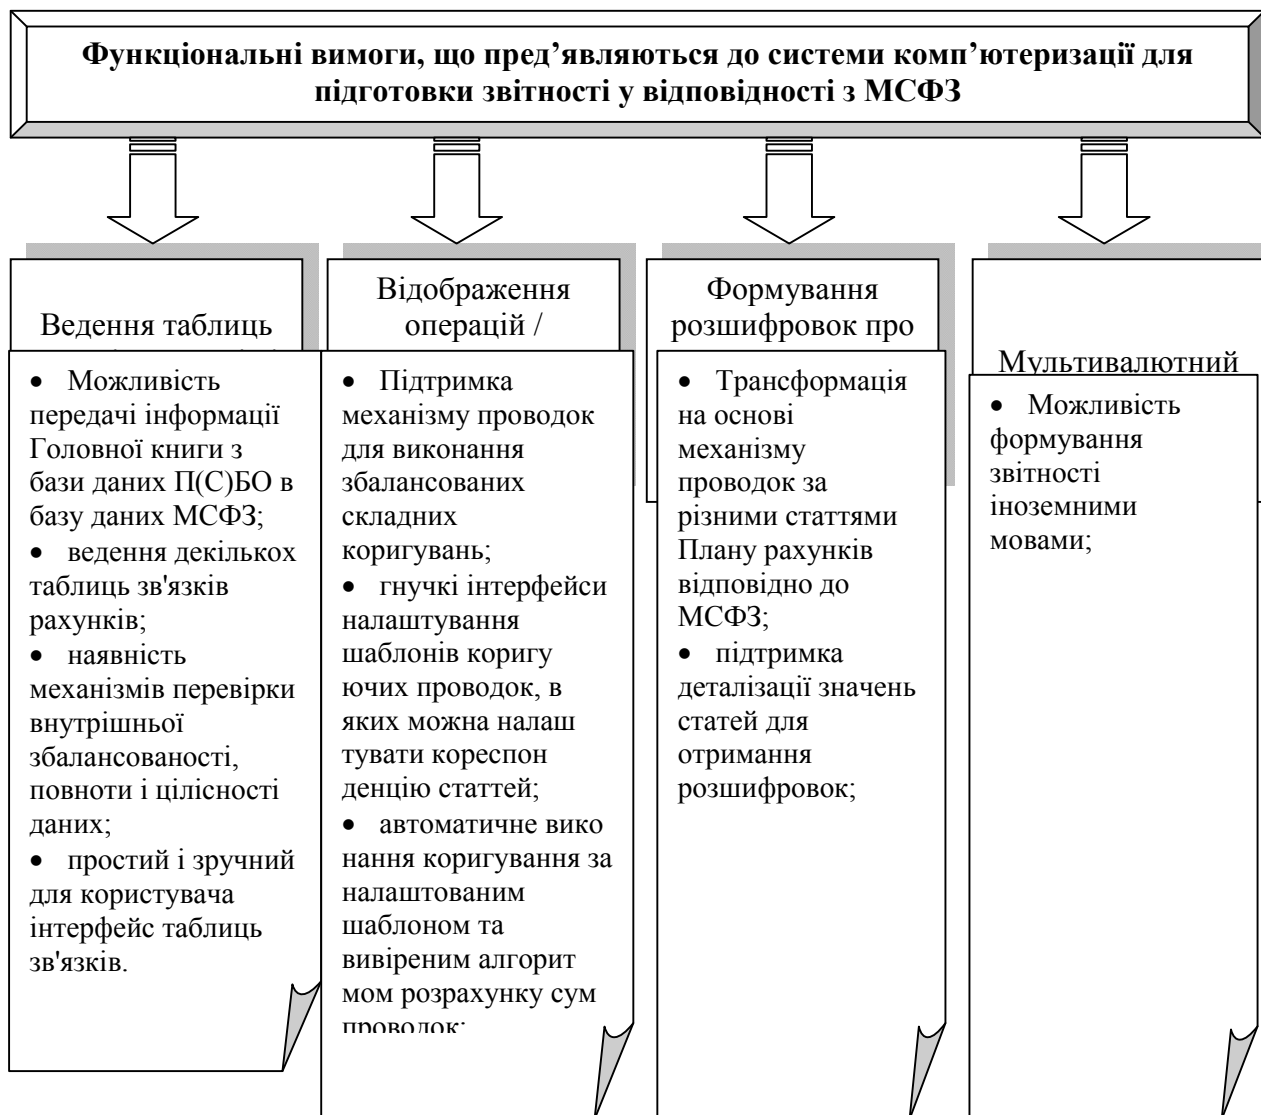 Функціональні вимоги, що пред’являються до системи комп’ютеризації для
підготовки звітності у відповідності з МСФЗ
Ведення таблиць
• Можливість
передачі інформації
Головної книги з
бази даних П(С)БО в
базу даних МСФЗ;
• ведення декількох
таблиць зв'язків
рахунків;
• наявність
механізмів перевірки
внутрішньої
збалансованості,
повноти і цілісності
даних;
• простий і зручний
для користувача
інтерфейс таблиць
зв'язків.
Відображення
операцій /
• Підтримка
механізму проводок
для виконання
збалансованих
складних
коригувань;
• гнучкі інтерфейси
налаштування
шаблонів коригу
ючих проводок, в
яких можна налаш
тувати кореспон
денцію статтей;
• автоматичне вико
нання коригування за
налаштованим
шаблоном та
вивіреним алгорит
мом розрахунку сум
проводок;
Формування
розшифровок про
• Трансформація
на основі
механізму
проводок за
різними статтями
Плану рахунків
відповідно до
МСФЗ;
• підтримка
деталізації значень
статей для
отримання
розшифровок;
Мультивалютний
• Можливість
формування
звітності
іноземними
мовами;